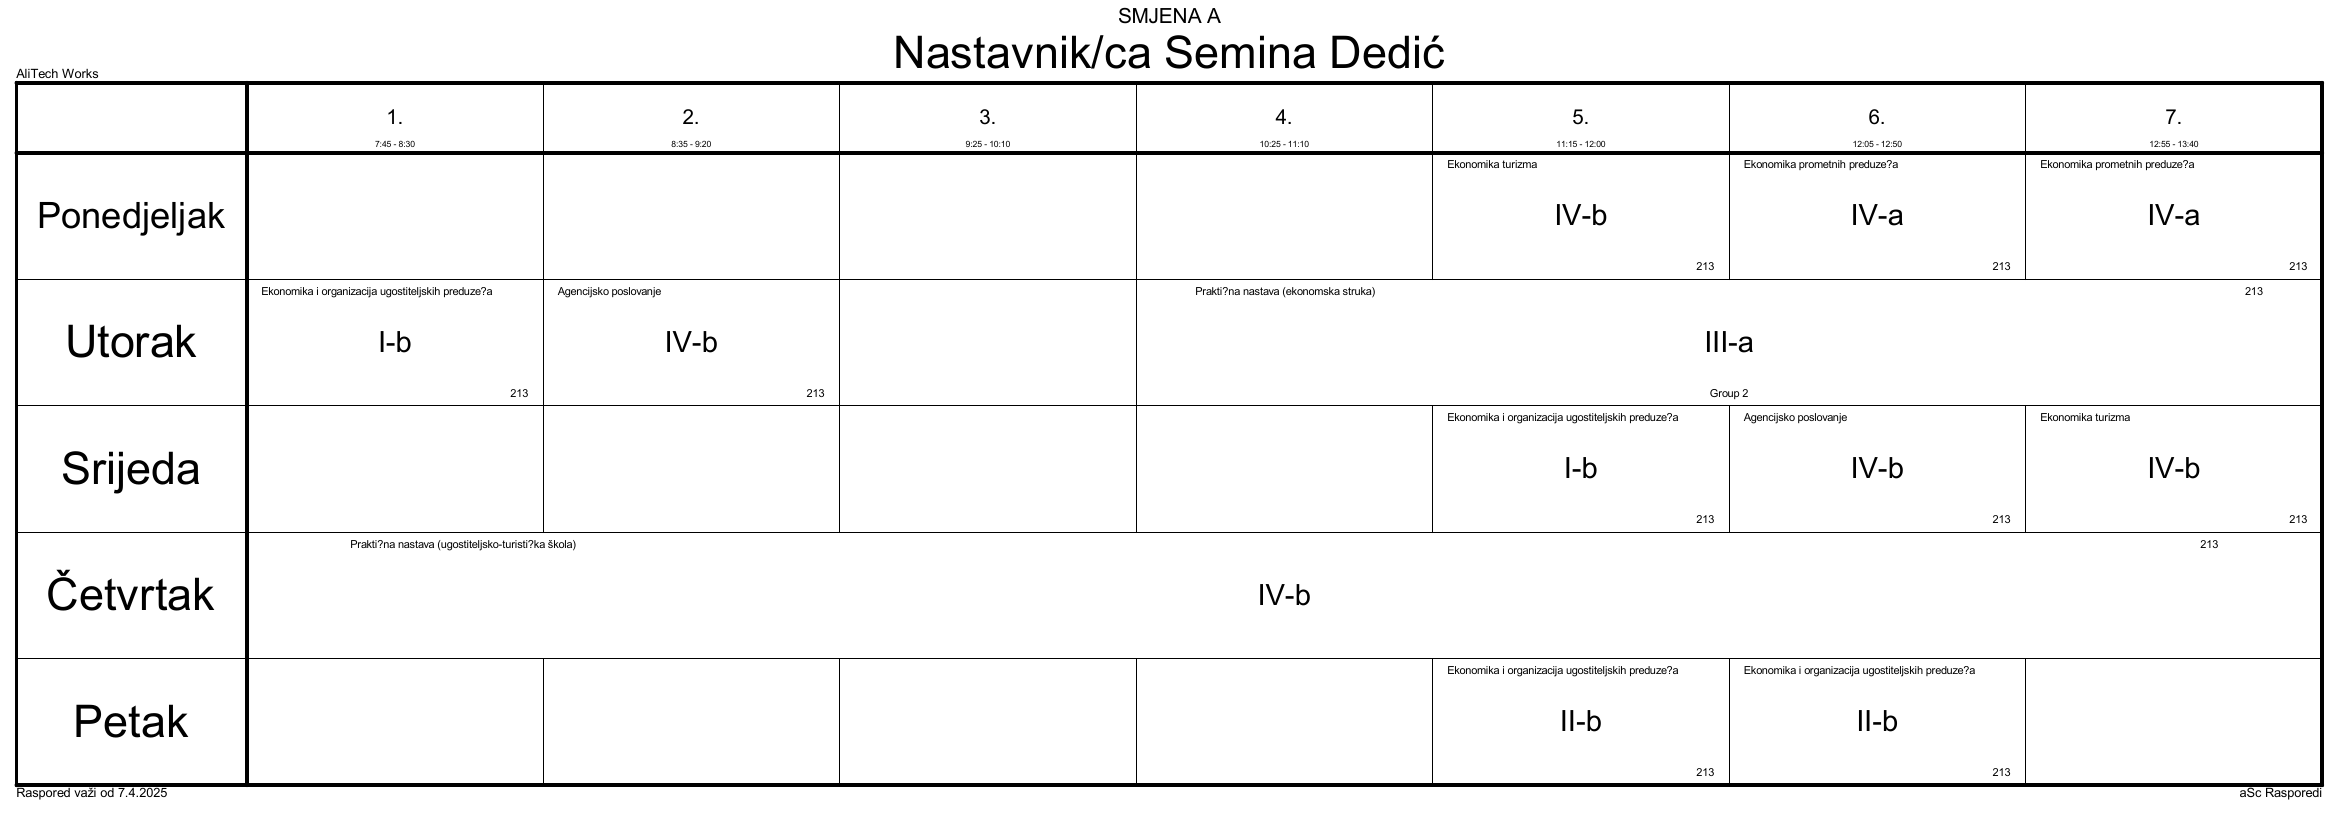 SMJENA A
Nastavnik/ca Semina Dedić
AliTech Works
1. 2. 3. 4. 5. 6. 7.
7:45 - 8:30 8:35 - 9:20 9:25 - 10:10 10:25 - 11:10 11:15 - 12:00 12:05 - 12:50 12:55 - 13:40
Ekonomika turizma Ekonomika prometnih preduze?a Ekonomika prometnih preduze?a
Ponedjeljak IV-b IV-a IV-a
213 213 213
Ekonomika i organizacija ugostiteljskih preduze?a Agencijsko poslovanje Prakti?na nastava (ekonomska struka) 213
Utorak I-b IV-b III-a
213 213 Group 2
Ekonomika i organizacija ugostiteljskih preduze?a Agencijsko poslovanje Ekonomika turizma
Srijeda I-b IV-b IV-b
213 213 213
Prakti?na nastava (ugostiteljsko-turisti?ka škola) 213
Četvrtak IV-b
Ekonomika i organizacija ugostiteljskih preduze?a Ekonomika i organizacija ugostiteljskih preduze?a
Petak II-b II-b
213 213
Raspored važi od 7.4.2025 aSc Rasporedi